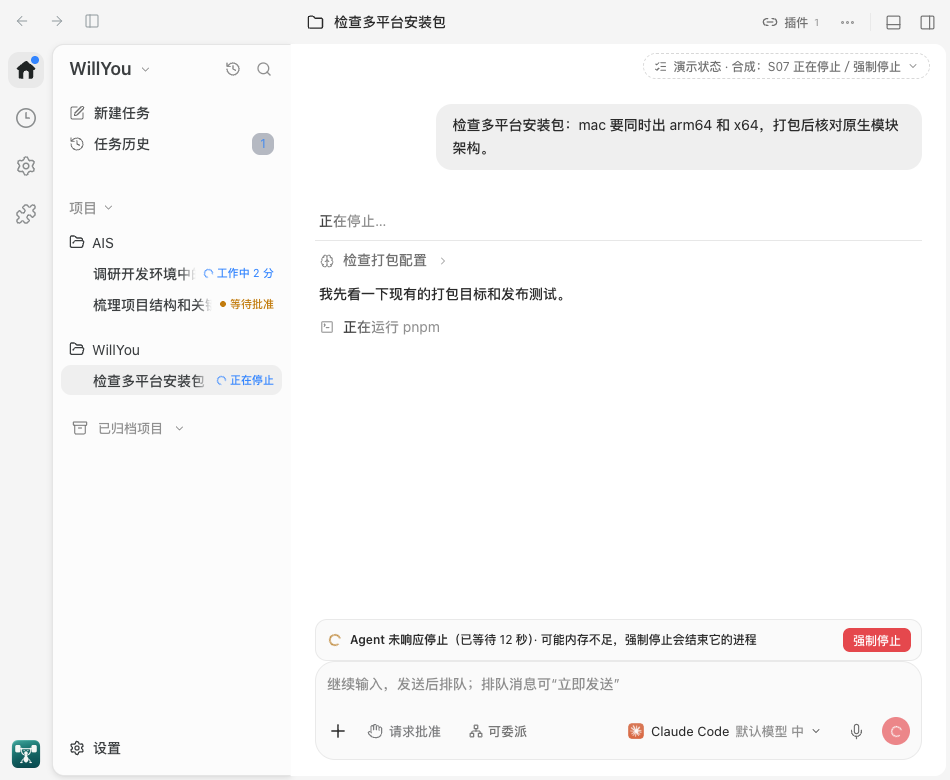 检查多平台安装包
插件 1
WillYou
演示状态 · 合成：S07 正在停止 / 强制停止
新建任务
任务历史
1
检查多平台安装包：mac 要同时出 arm64 和 x64，打包后核对原生模块
架构。
项目
AIS
调研开发环境中
工作中 2 分
梳理项目结构和关
等待批准
WillYou
检查多平台安装包
正在停止
已归档项目
正在停止...
检查打包配置
我先看一下现有的打包目标和发布测试。
正在运行 pnpm
Agent 未响应停止（已等待 12 秒）· 可能内存不足，强制停止会结束它的进程
强制停止
继续输入，发送后排队；排队消息可“立即发送”
请求批准
可委派
Claude Code 默认模型 中
设置